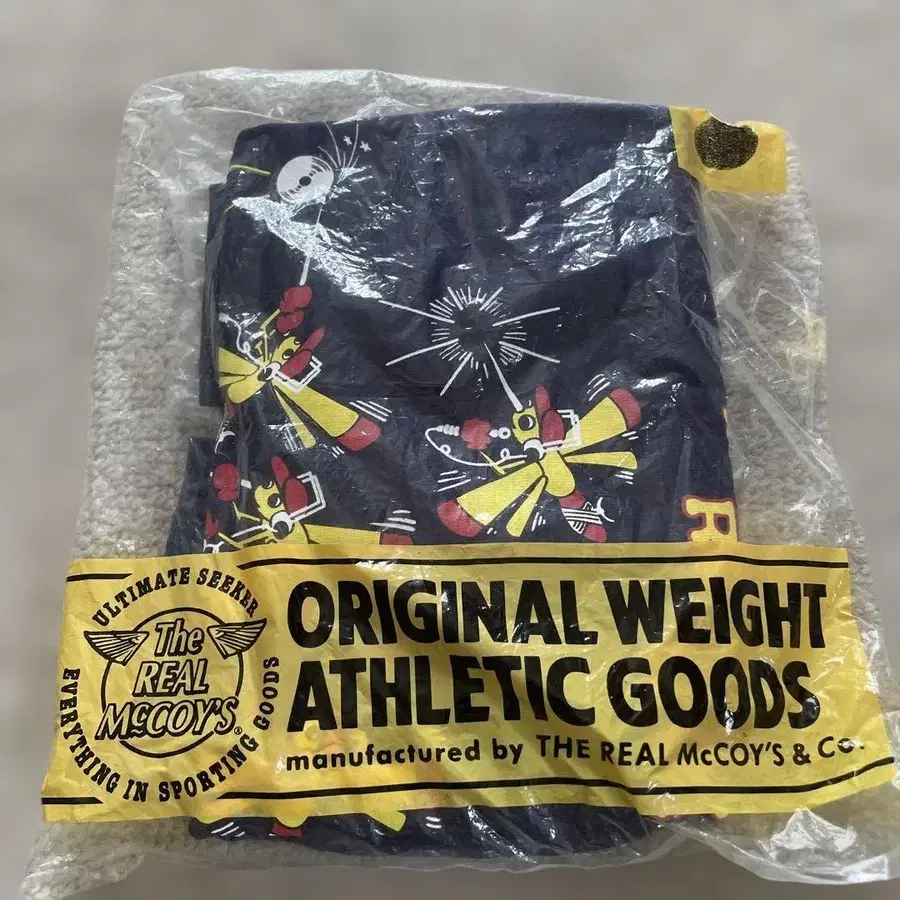 R
ULTIMATE SEEKER
The
REAL
McCOY'S®
EVERYTHING IN SPORTING GOODS
ORIGINAL WEIGHT
ATHLETIC GOODS
manufactured by THE REAL McCOY'S & Co.